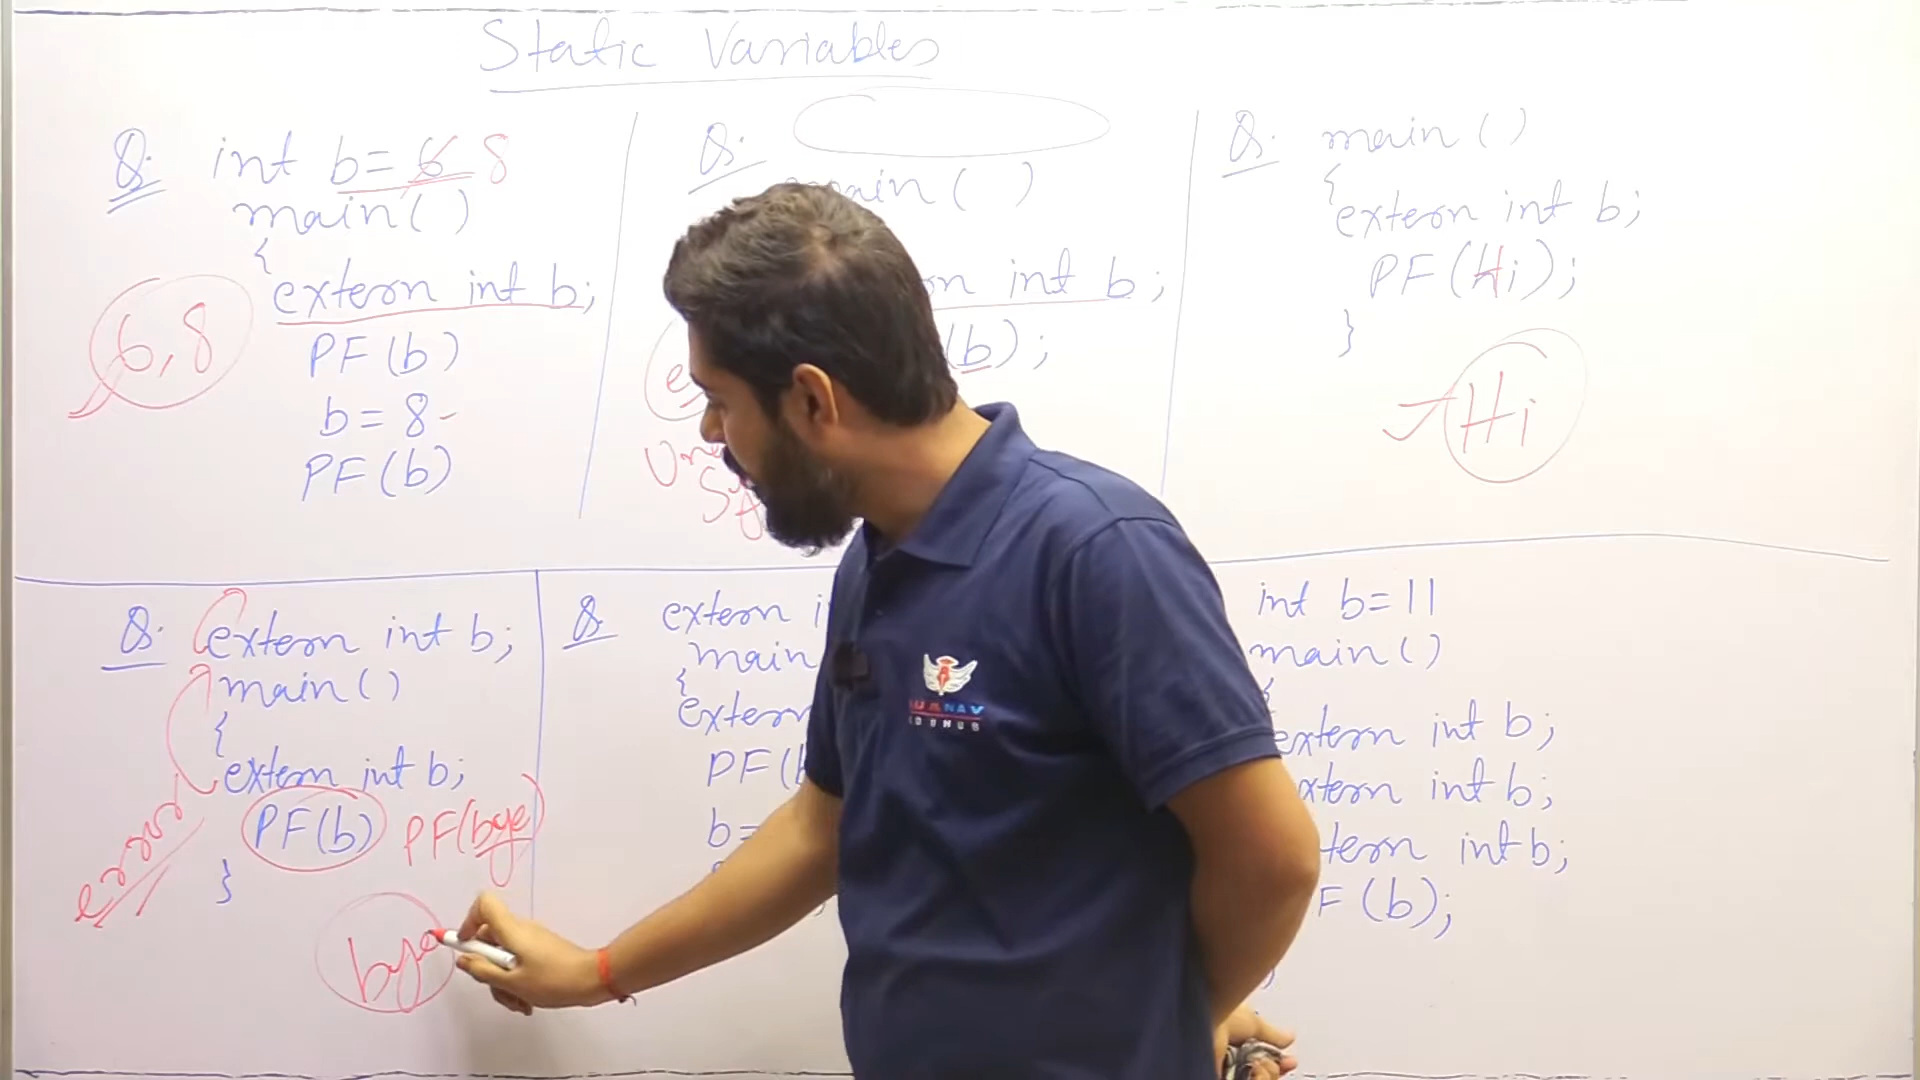 Static Variables
Q. int b = 6 8
main()
{
extern int b;
PF(b)
b = 8
PF(b)
6,8
Q.
main()
int b;
(b);
Q. main()
{
extern int b;
PF(Hi);
}
Hi
Q. extern int b;
main()
{
extern int b;
PF(b) PF(bye)
}
error
bye
Q extern
main
{
extern
PF(
b=
int b=11
main()
{
extern int b;
extern int b;
tern int b;
F (b);